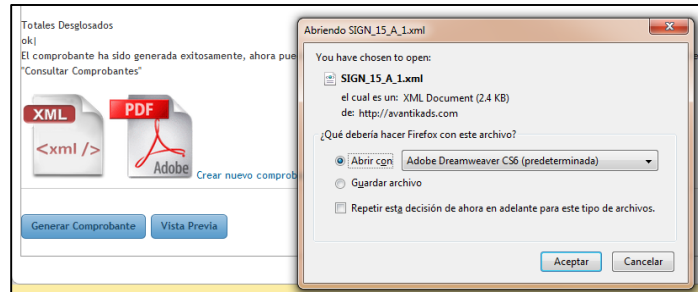 Totales Desglosados
ok|
El comprobante ha sido generada exitosamente, ahora pue
"Consultar Comprobantes"
XML
<xml />
PDF
Adobe
Crear nuevo comprob
Generar Comprobante
Vista Previa
Abriendo SIGN_15_A_1.xml
You have chosen to open:
SIGN_15_A_1.xml
el cual es un: XML Document (2.4 KB)
de: http://avantikads.com
¿Qué debería hacer Firefox con este archivo?
Abrir con
Adobe Dreamweaver CS6 (predeterminada)
Guardar archivo
Repetir esta decisión de ahora en adelante para este tipo de archivos.
Aceptar
Cancelar